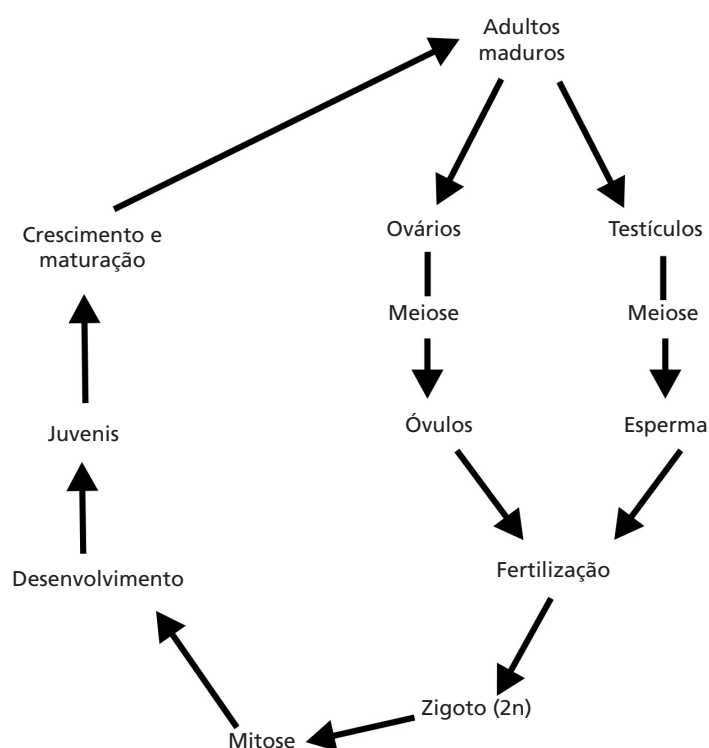 Adultos
maduros
Ovários
Testículos
Crescimento e
maturação
Meiose
Meiose
Óvulos
Esperma
Juvenis
Fertilização
Desenvolvimento
Zigoto (2n)
Mitose